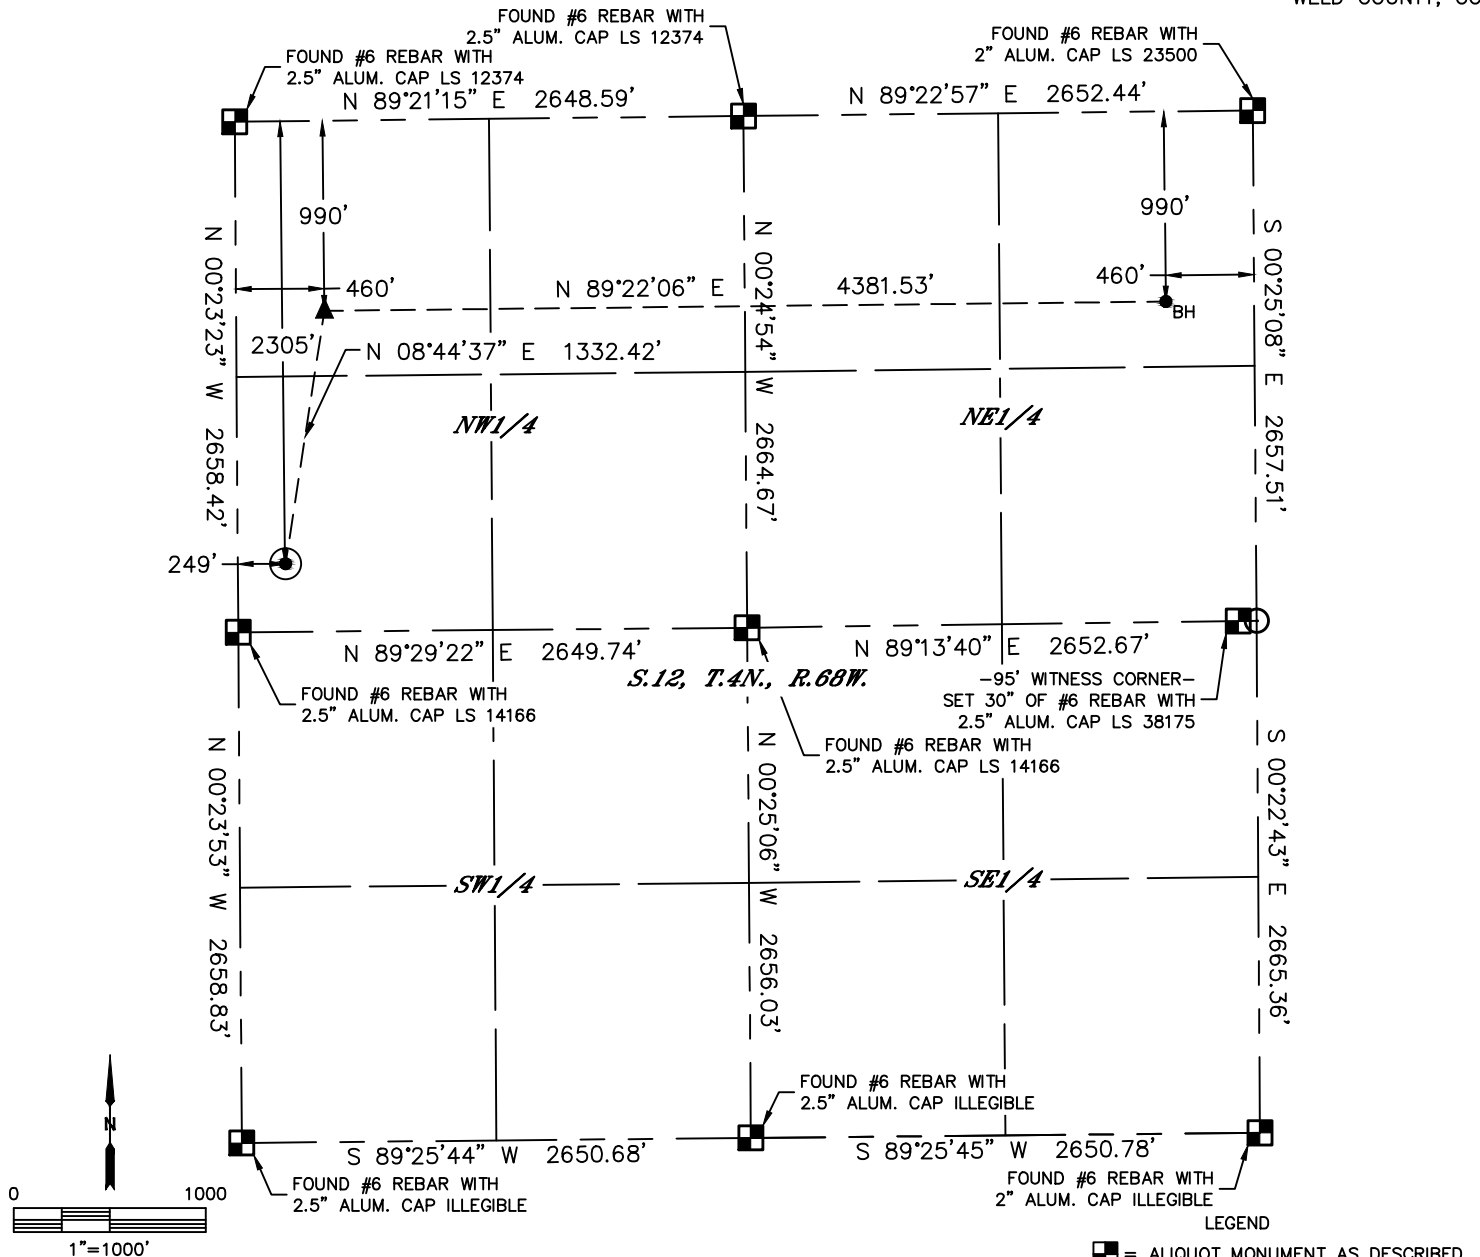 WELD COUNTY, CO
FOUND #6 REBAR WITH
2.5" ALUM. CAP LS 12374
FOUND #6 REBAR WITH
2.5" ALUM. CAP LS 12374
FOUND #6 REBAR WITH
2" ALUM. CAP LS 23500
N 89°21'15" E 2648.59'
N 89°22'57" E 2652.44'
990'
990'
460'
N 89°22'06" E 4381.53'
460'
BH
2305'
N 08°44'37" E 1332.42'
N 00°23'23" W 2658.42'
N 00°24'54" W 2664.67'
S 00°25'08" E 2657.51'
NW1/4
NE1/4
249'
N 89°29'22" E 2649.74'
N 89°13'40" E 2652.67'
S.12, T.4N., R.68W.
-95' WITNESS CORNER-
SET 30" OF #6 REBAR WITH
2.5" ALUM. CAP LS 38175
FOUND #6 REBAR WITH
2.5" ALUM. CAP LS 14166
FOUND #6 REBAR WITH
2.5" ALUM. CAP LS 14166
N 00°23'53" W 2658.83'
N 00°25'06" W 2656.03'
S 00°22'43" E 2665.36'
SW1/4
SE1/4
FOUND #6 REBAR WITH
2.5" ALUM. CAP ILLEGIBLE
S 89°25'44" W 2650.68'
S 89°25'45" W 2650.78'
FOUND #6 REBAR WITH
2.5" ALUM. CAP ILLEGIBLE
FOUND #6 REBAR WITH
2" ALUM. CAP ILLEGIBLE
N
0 1000
1"=1000'
LEGEND
= ALIQUOT MONUMENT AS DESCRIBED